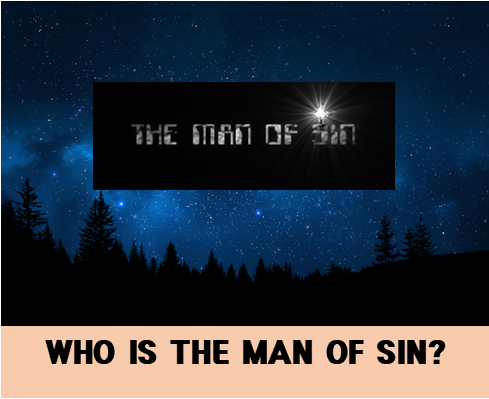 THE MAN OF SIN
WHO IS THE MAN OF SIN?